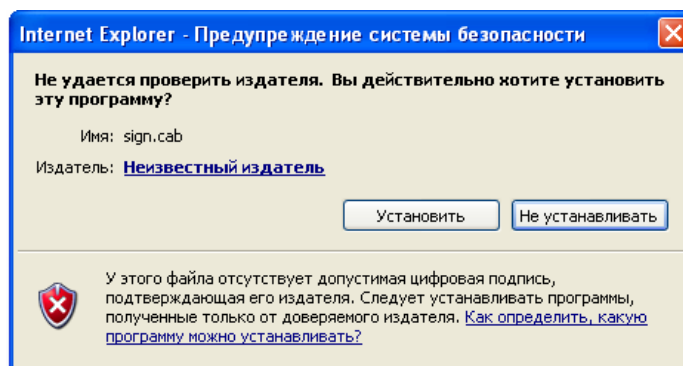 Internet Explorer - Предупреждение системы безопасности
Не удается проверить издателя. Вы действительно хотите установить
эту программу?
Имя: sign.cab
Издатель: Неизвестный издатель
Установить Не устанавливать
У этого файла отсутствует допустимая цифровая подпись,
подтверждающая его издателя. Следует устанавливать программы,
полученные только от доверяемого издателя. Как определить, какую
программу можно устанавливать?